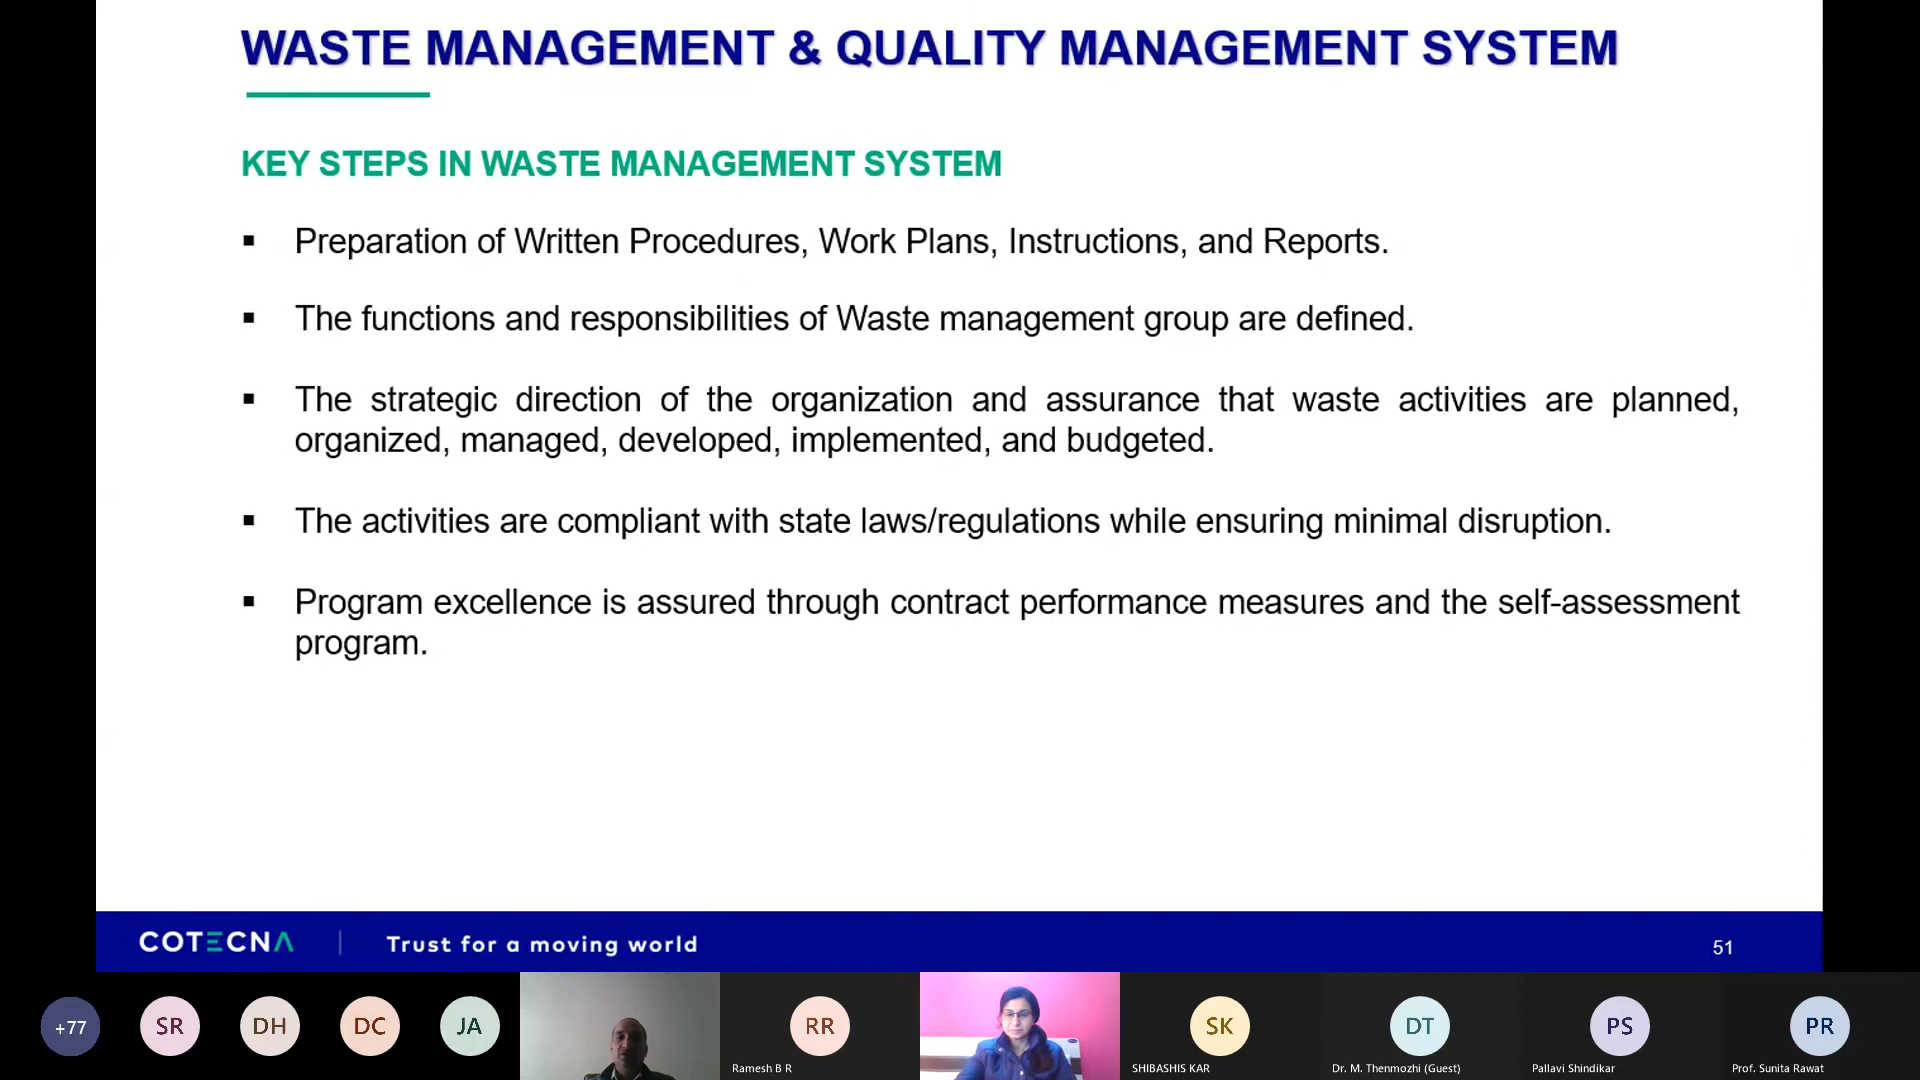 WASTE MANAGEMENT & QUALITY MANAGEMENT SYSTEM
KEY STEPS IN WASTE MANAGEMENT SYSTEM
▪ Preparation of Written Procedures, Work Plans, Instructions, and Reports.
▪ The functions and responsibilities of Waste management group are defined.
▪ The strategic direction of the organization and assurance that waste activities are planned,
organized, managed, developed, implemented, and budgeted.
▪ The activities are compliant with state laws/regulations while ensuring minimal disruption.
▪ Program excellence is assured through contract performance measures and the self-assessment
program.
COTECNA | Trust for a moving world
51
+77 SR DH DC JA RR SK DT PS PR
Ramesh B R SHIBASHIS KAR Dr. M. Thenmozhi (Guest) Pallavi Shindikar Prof. Sunita Rawat